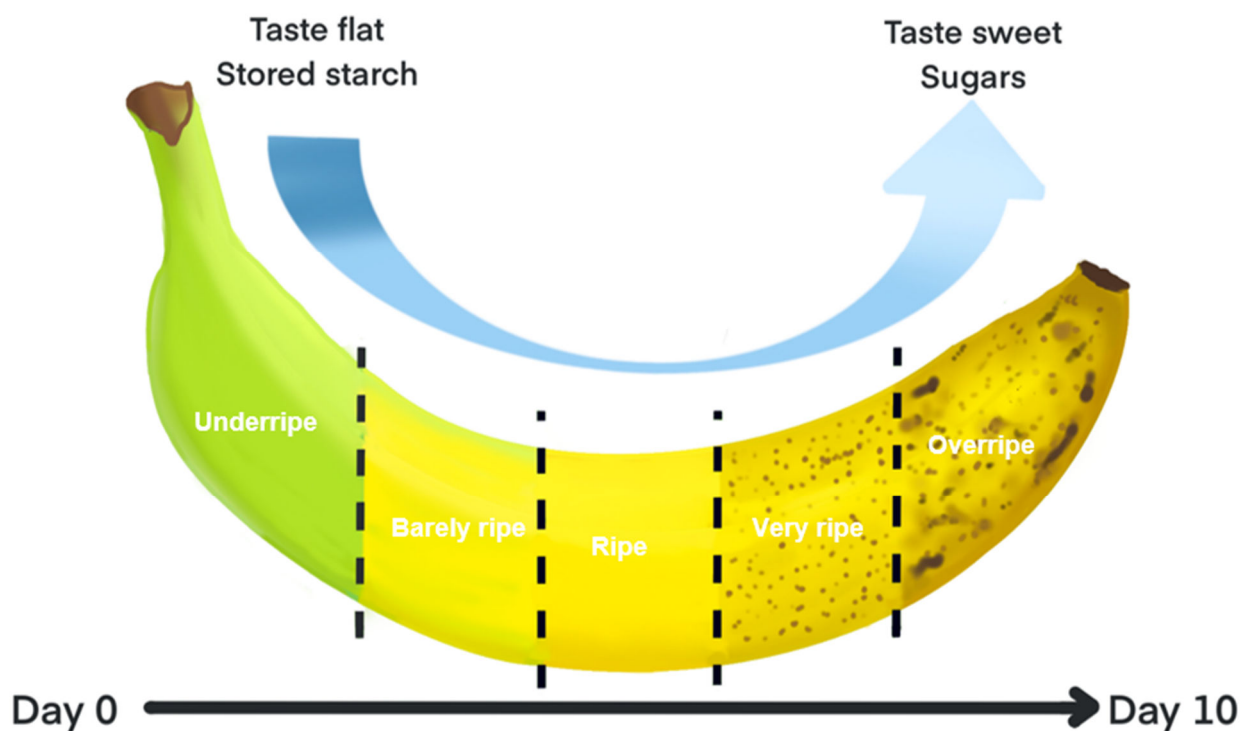 Taste flat
Stored starch
Taste sweet
Sugars
Underripe
Barely ripe
Ripe
Very ripe
Overripe
Day 0
Day 10